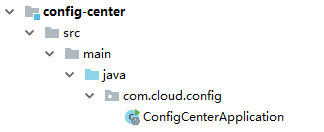 config-center
src
main
java
com.cloud.config
ConfigCenterApplication